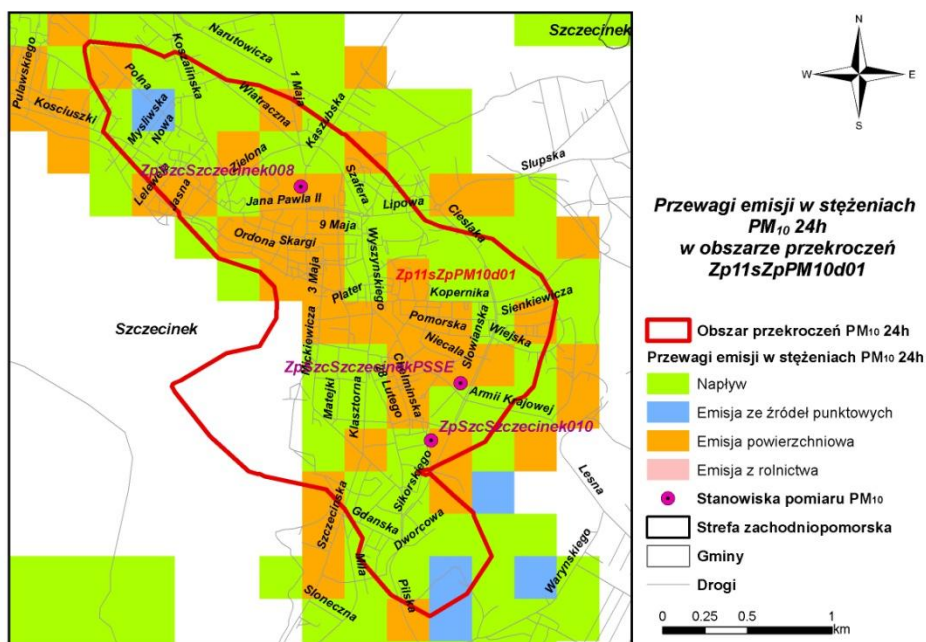 Szczecinek
Narutowicza
Koszalinska
Pulawskiego
Polna
1 Maja
Wiatraczna
Kosciuszki
Mysliwska
Nowa
Kaszubska
Slupska
Zielona
ZpSzcSzczecinek008
Szafera
Lelewela
Jasna
Jana Pawla II
Lipowa
Cieslaka
9 Maja
Ordona
Skargi
Wyszynskiego
3 Maja
Zp11sZpPM10d01
Kopernika
Plater
Sienkiewicza
Pomorska
Slowianska
Wiejska
Szczecinek
Niecala
Mickiewicza
ZpSzcSzczecinekPSSE
Chelminska
28 Lutego
Matejki
Klasztorna
Armii Krajowej
ZpSzcSzczecinek010
Sikorskiego
Lesna
Szczecinska
Gdanska
Dworcowa
Mila
Pilska
Warynskiego
Sloneczna
N
W
E
S
Przewagi emisji w stężeniach
PM10 24h
w obszarze przekroczeń
Zp11sZpPM10d01
Obszar przekroczeń PM10 24h
Przewagi emisji w stężeniach PM10 24h
Napływ
Emisja ze źródeł punktowych
Emisja powierzchniowa
Emisja z rolnictwa
Stanowiska pomiaru PM10
Strefa zachodniopomorska
Gminy
Drogi
0 0.25 0.5 1
km